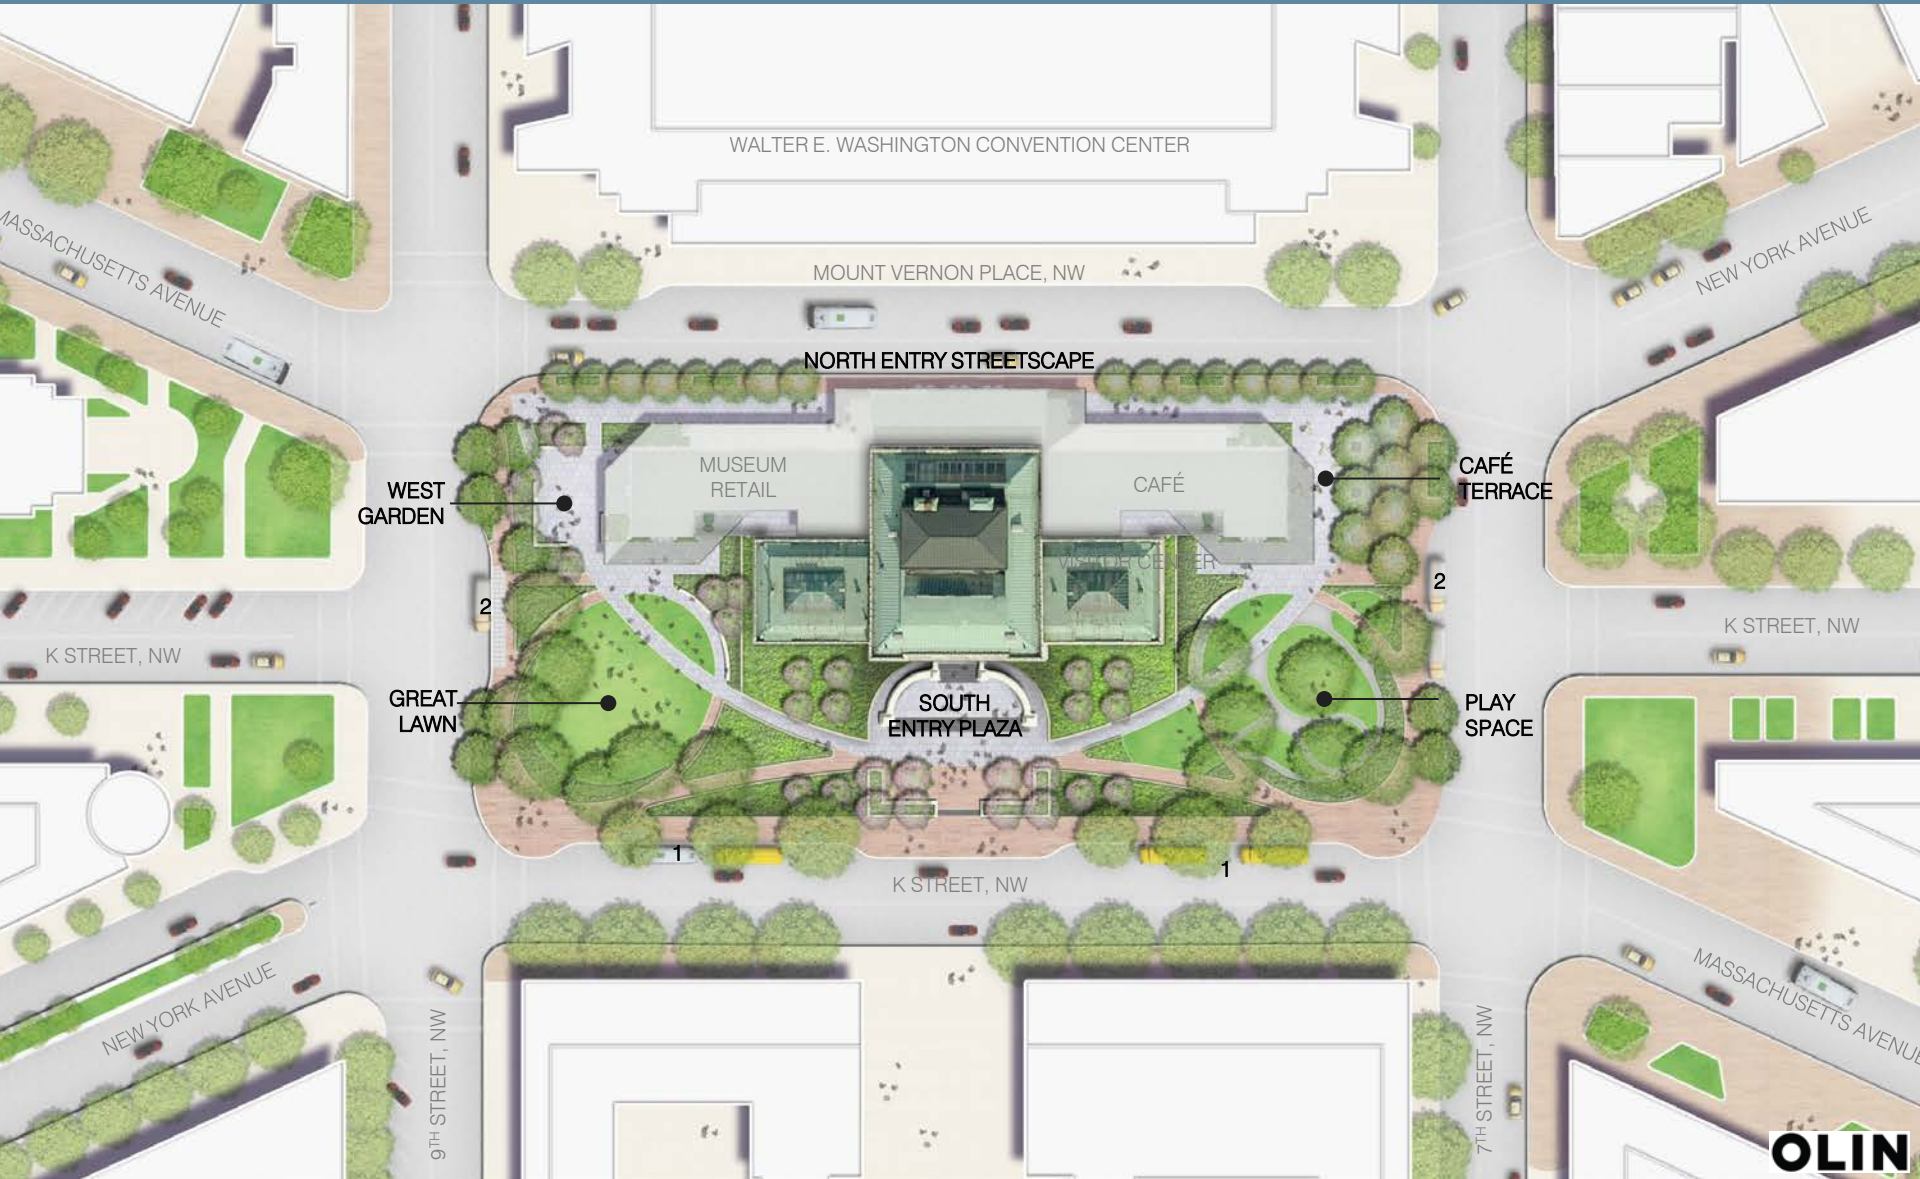 WALTER E. WASHINGTON CONVENTION CENTER
MASSACHUSETTS AVENUE
NEW YORK AVENUE
MOUNT VERNON PLACE, NW
NORTH ENTRY STREETSCAPE
MUSEUM
RETAIL
CAFÉ
CAFÉ
TERRACE
WEST
GARDEN
VISITOR CENTER
2
2
K STREET, NW
K STREET, NW
GREAT
LAWN
SOUTH
ENTRY PLAZA
PLAY
SPACE
1
1
K STREET, NW
NEW YORK AVENUE
MASSACHUSETTS AVENUE
9TH STREET, NW
7TH STREET, NW
OLIN